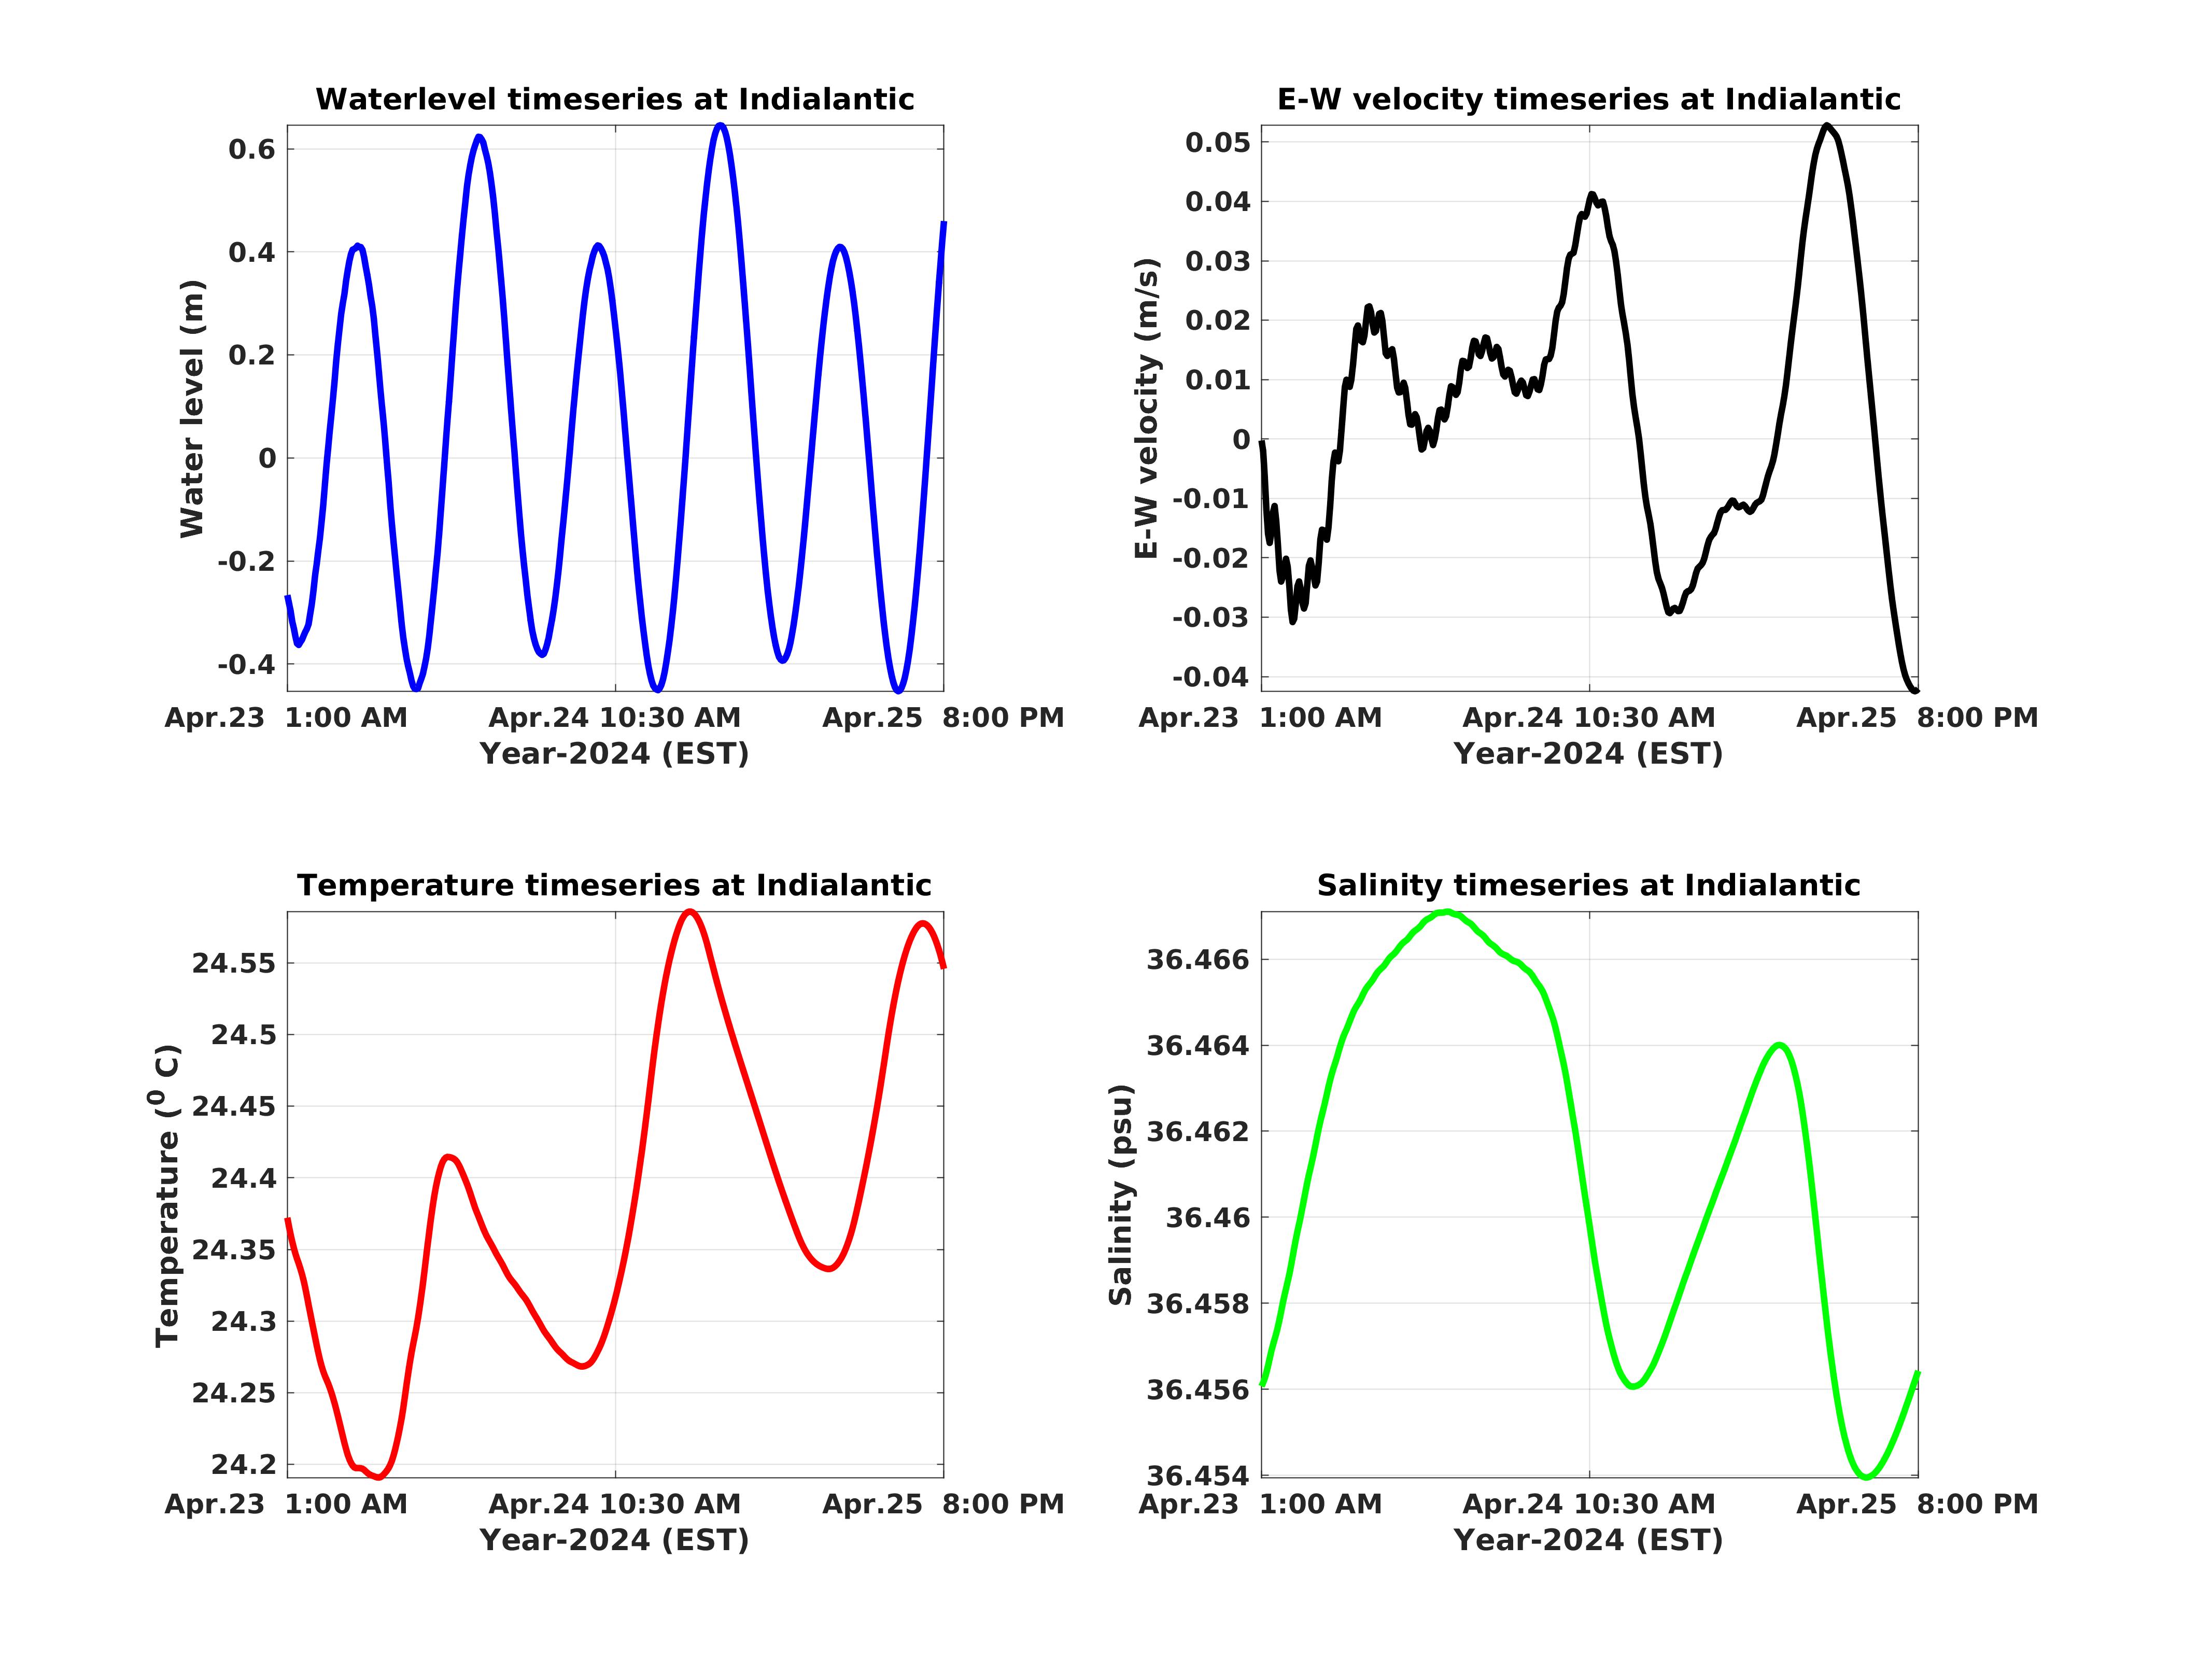 Waterlevel timeseries at Indialantic
0.6
0.4
0.2
0
-0.2
-0.4
Water level (m)
Apr.23 1:00 AM Apr.24 10:30 AM Apr.25 8:00 PM
Year-2024 (EST)
E-W velocity timeseries at Indialantic
0.05
0.04
0.03
0.02
0.01
0
-0.01
-0.02
-0.03
-0.04
E-W velocity (m/s)
Apr.23 1:00 AM Apr.24 10:30 AM Apr.25 8:00 PM
Year-2024 (EST)
Temperature timeseries at Indialantic
24.55
24.5
24.45
24.4
24.35
24.3
24.25
24.2
Temperature (⁰ C)
Apr.23 1:00 AM Apr.24 10:30 AM Apr.25 8:00 PM
Year-2024 (EST)
Salinity timeseries at Indialantic
36.466
36.464
36.462
36.46
36.458
36.456
36.454
Salinity (psu)
Apr.23 1:00 AM Apr.24 10:30 AM Apr.25 8:00 PM
Year-2024 (EST)